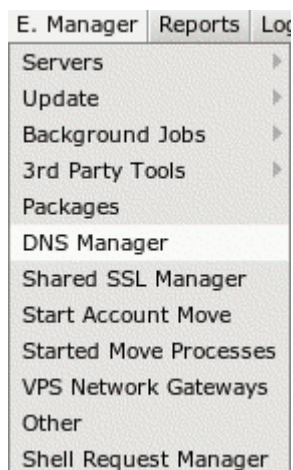 E. Manager Reports Log
Servers
Update
Background Jobs
3rd Party Tools
Packages
DNS Manager
Shared SSL Manager
Start Account Move
Started Move Processes
VPS Network Gateways
Other
Shell Request Manager